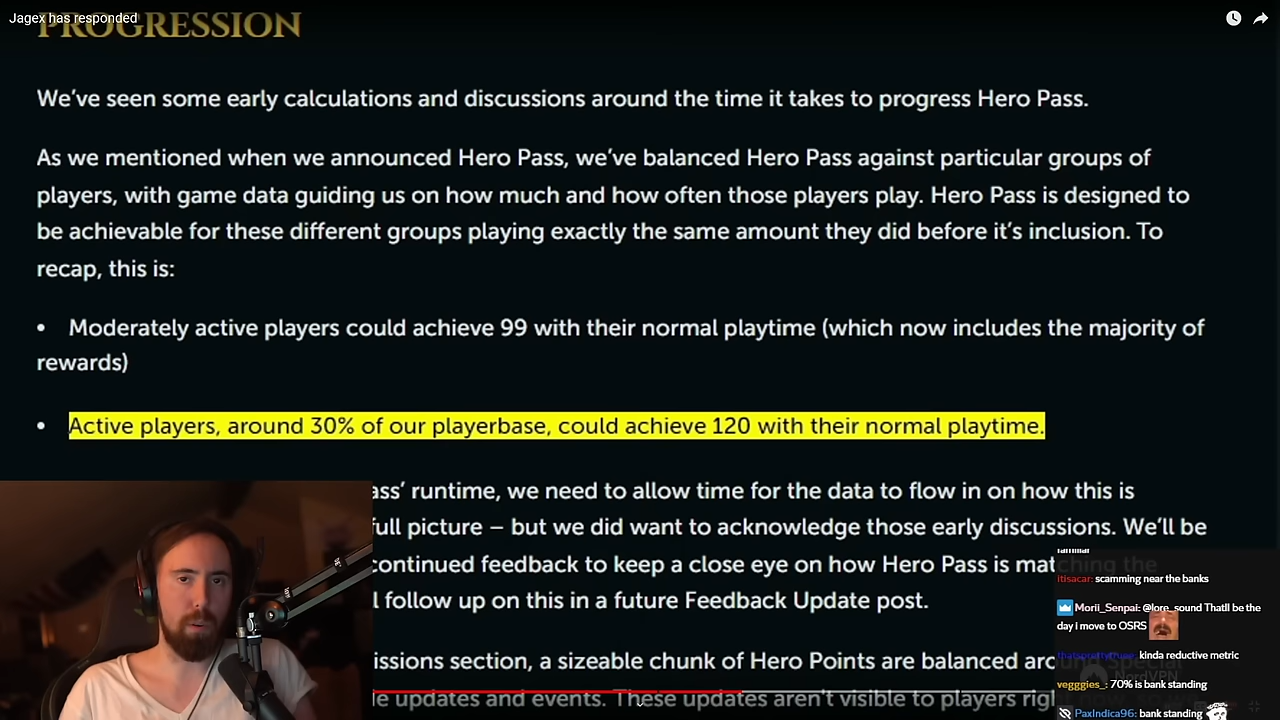 Jagex has responded
PROGRESSION
We've seen some early calculations and discussions around the time it takes to progress Hero Pass.
As we mentioned when we announced Hero Pass, we've balanced Hero Pass against particular groups of
players, with game data guiding us on how much and how often those players play. Hero Pass is designed to
be achievable for these different groups playing exactly the same amount they did before it's inclusion. To
recap, this is:
• Moderately active players could achieve 99 with their normal playtime (which now includes the majority of
rewards)
• Active players, around 30% of our playerbase, could achieve 120 with their normal playtime.
ass' runtime, we need to allow time for the data to flow in on how this is
full picture – but we did want to acknowledge those early discussions. We'll be
continued feedback to keep a close eye on how Hero Pass is matching the
l follow up on this in a future Feedback Update post.
issions section, a sizeable chunk of Hero Points are balanced around special
le updates and events. These updates aren't visible to players rig
itisacar: scamming near the banks
Morii_Senpai: @lore_sound Thatll be the
day I move to OSRS
kinda reductive metric
vegggies_: 70% is bank standing
PaxIndica96: bank standing